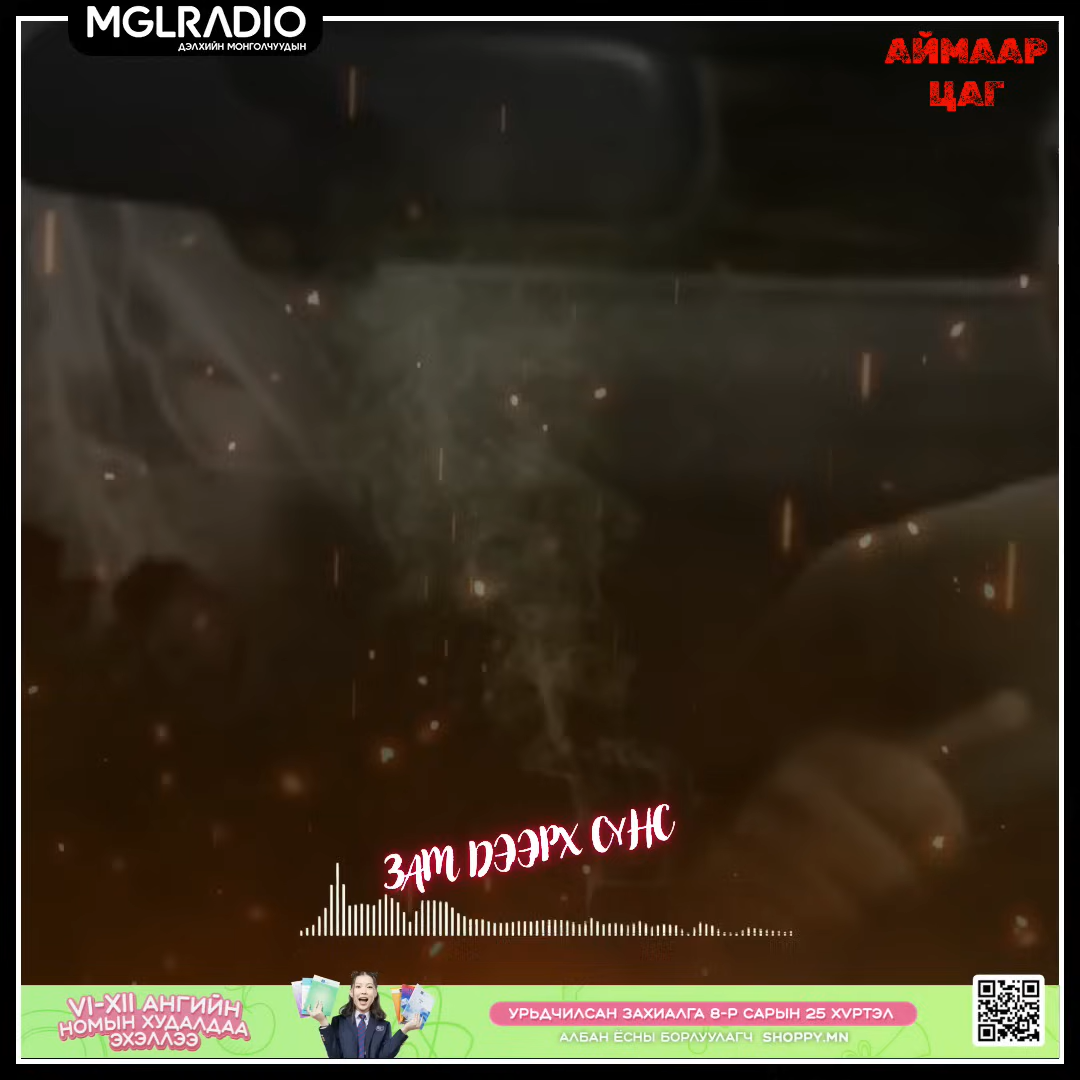 MGLRADIO
ДЭЛХИЙН МОНГОЛЧУУДЫН
АЙМААР
ЦАГ
ЗАМ ДЭЭРХ СҮНС
VI-XII АНГИЙН
НОМЫН ХУДАЛДАА
ЭХЭЛЛЭЭ
УРЬДЧИЛСАН ЗАХИАЛГА 8-Р САРЫН 25 ХҮРТЭЛ
АЛБАН ЁСНЫ БОРЛУУЛАГЧ SHOPPY.MN